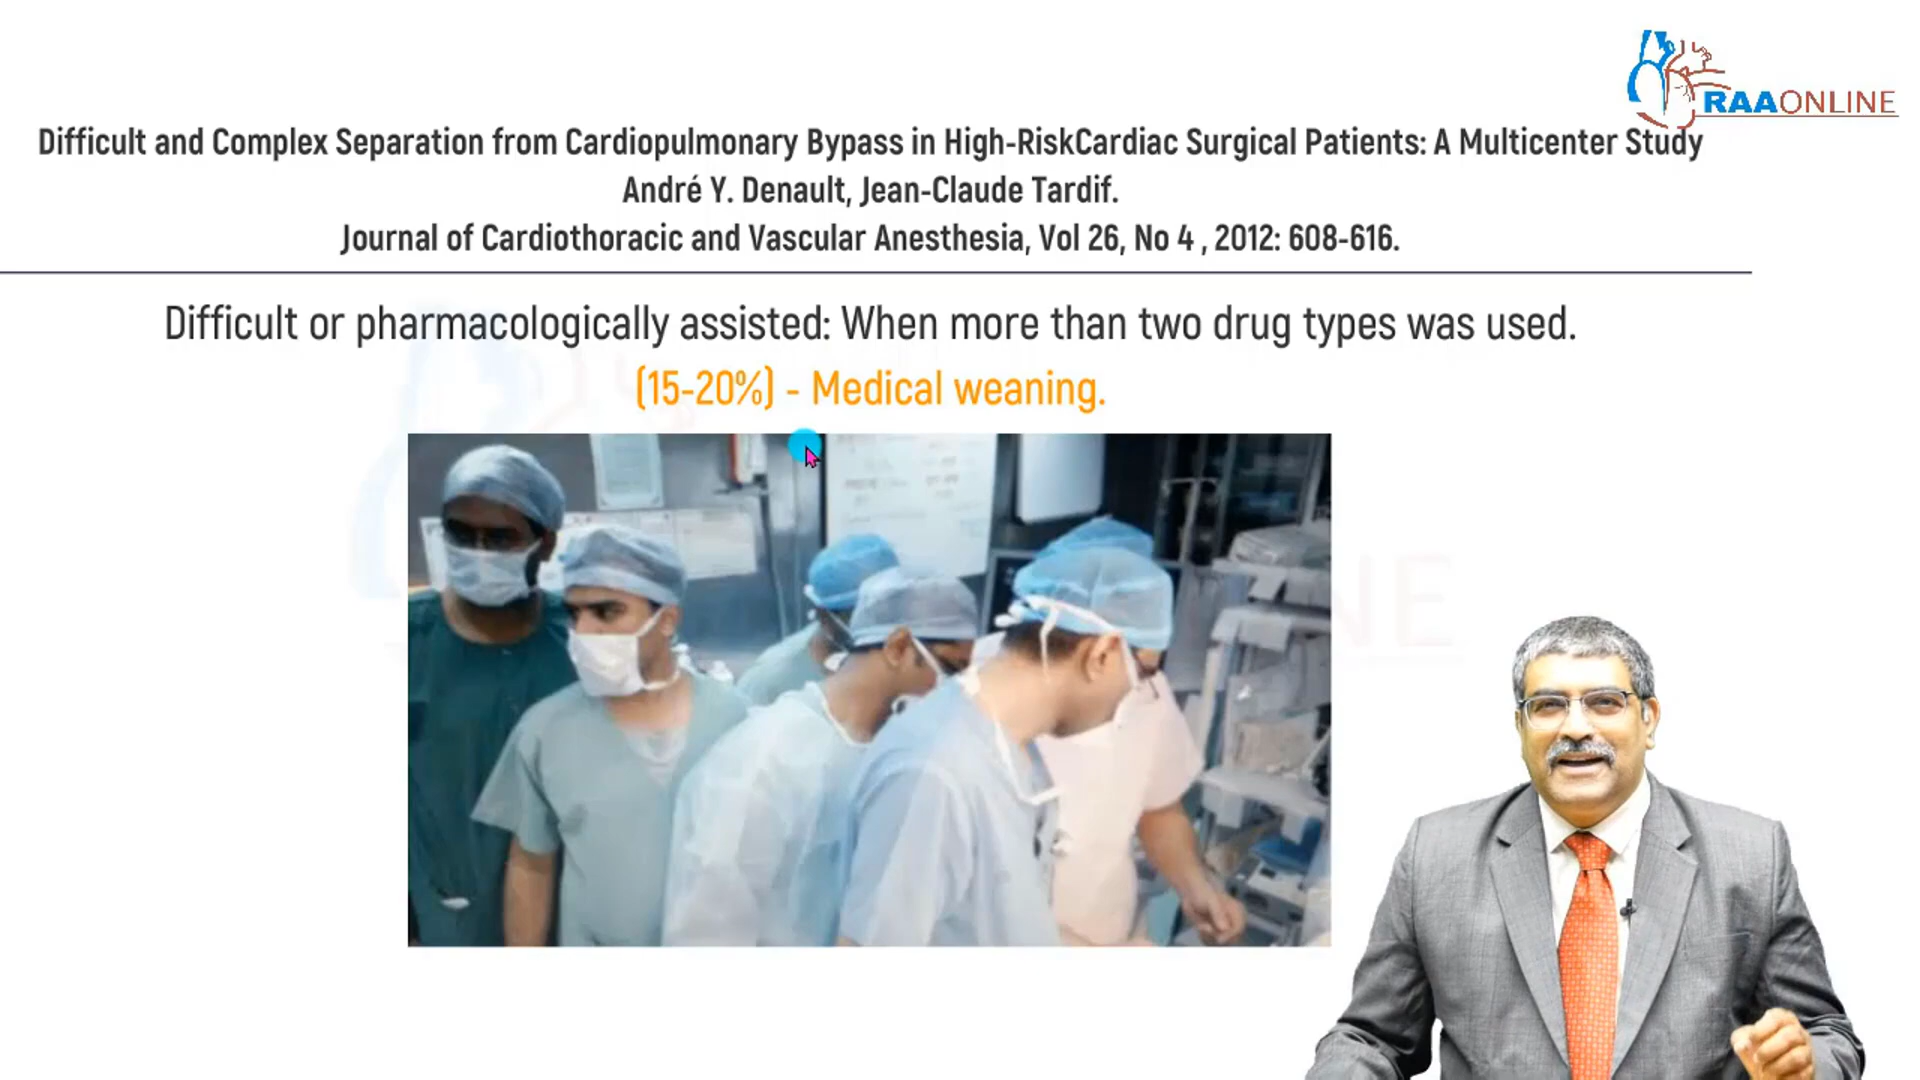 RAAONLINE
Difficult and Complex Separation from Cardiopulmonary Bypass in High-RiskCardiac Surgical Patients: A Multicenter Study
André Y. Denault, Jean-Claude Tardif.
Journal of Cardiothoracic and Vascular Anesthesia, Vol 26, No 4 , 2012: 608-616.
Difficult or pharmacologically assisted: When more than two drug types was used.
(15-20%) - Medical weaning.